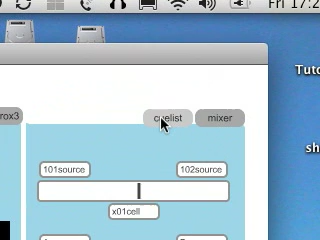 Fri 17:2
Tuto
rox3
cuelist
mixer
sh
101source
102source
x01cell